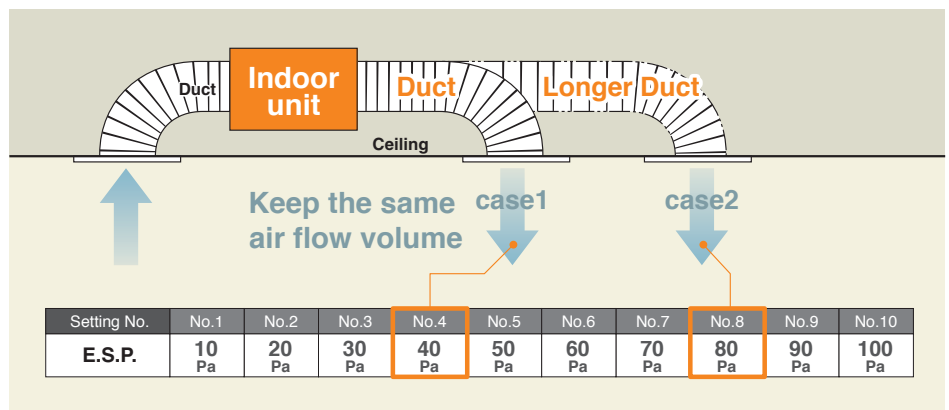 Duct
Indoor
unit
Duct
Longer Duct
Ceiling
Keep the same
air flow volume
case1
case2
Setting No. No.1 No.2 No.3 No.4 No.5 No.6 No.7 No.8 No.9 No.10
E.S.P. 10 Pa 20 Pa 30 Pa 40 Pa 50 Pa 60 Pa 70 Pa 80 Pa 90 Pa 100 Pa